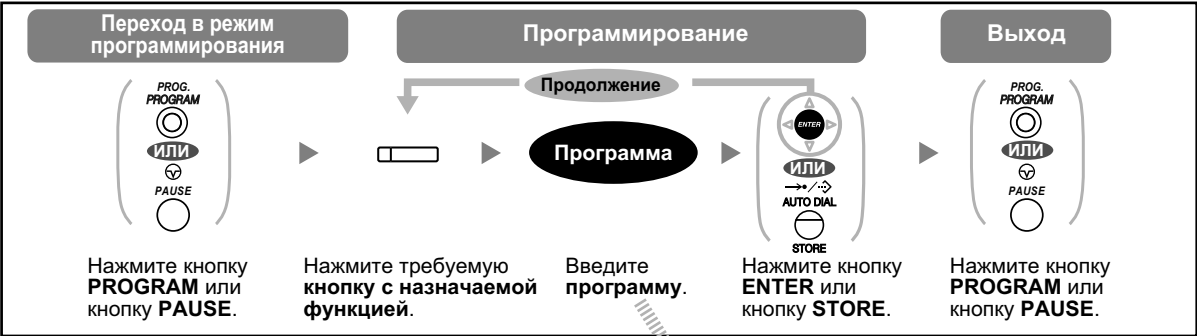 Переход в режим
программирования
Программирование
Выход
Продолжение
PROG.
PROGRAM
ИЛИ
PAUSE
Программа
ENTER
ИЛИ
AUTO DIAL
STORE
PROG.
PROGRAM
ИЛИ
PAUSE
Нажмите кнопку
PROGRAM или
кнопку PAUSE.
Нажмите требуемую
кнопку с назначаемой
функцией.
Введите
программу.
Нажмите кнопку
ENTER или
кнопку STORE.
Нажмите кнопку
PROGRAM или
кнопку PAUSE.